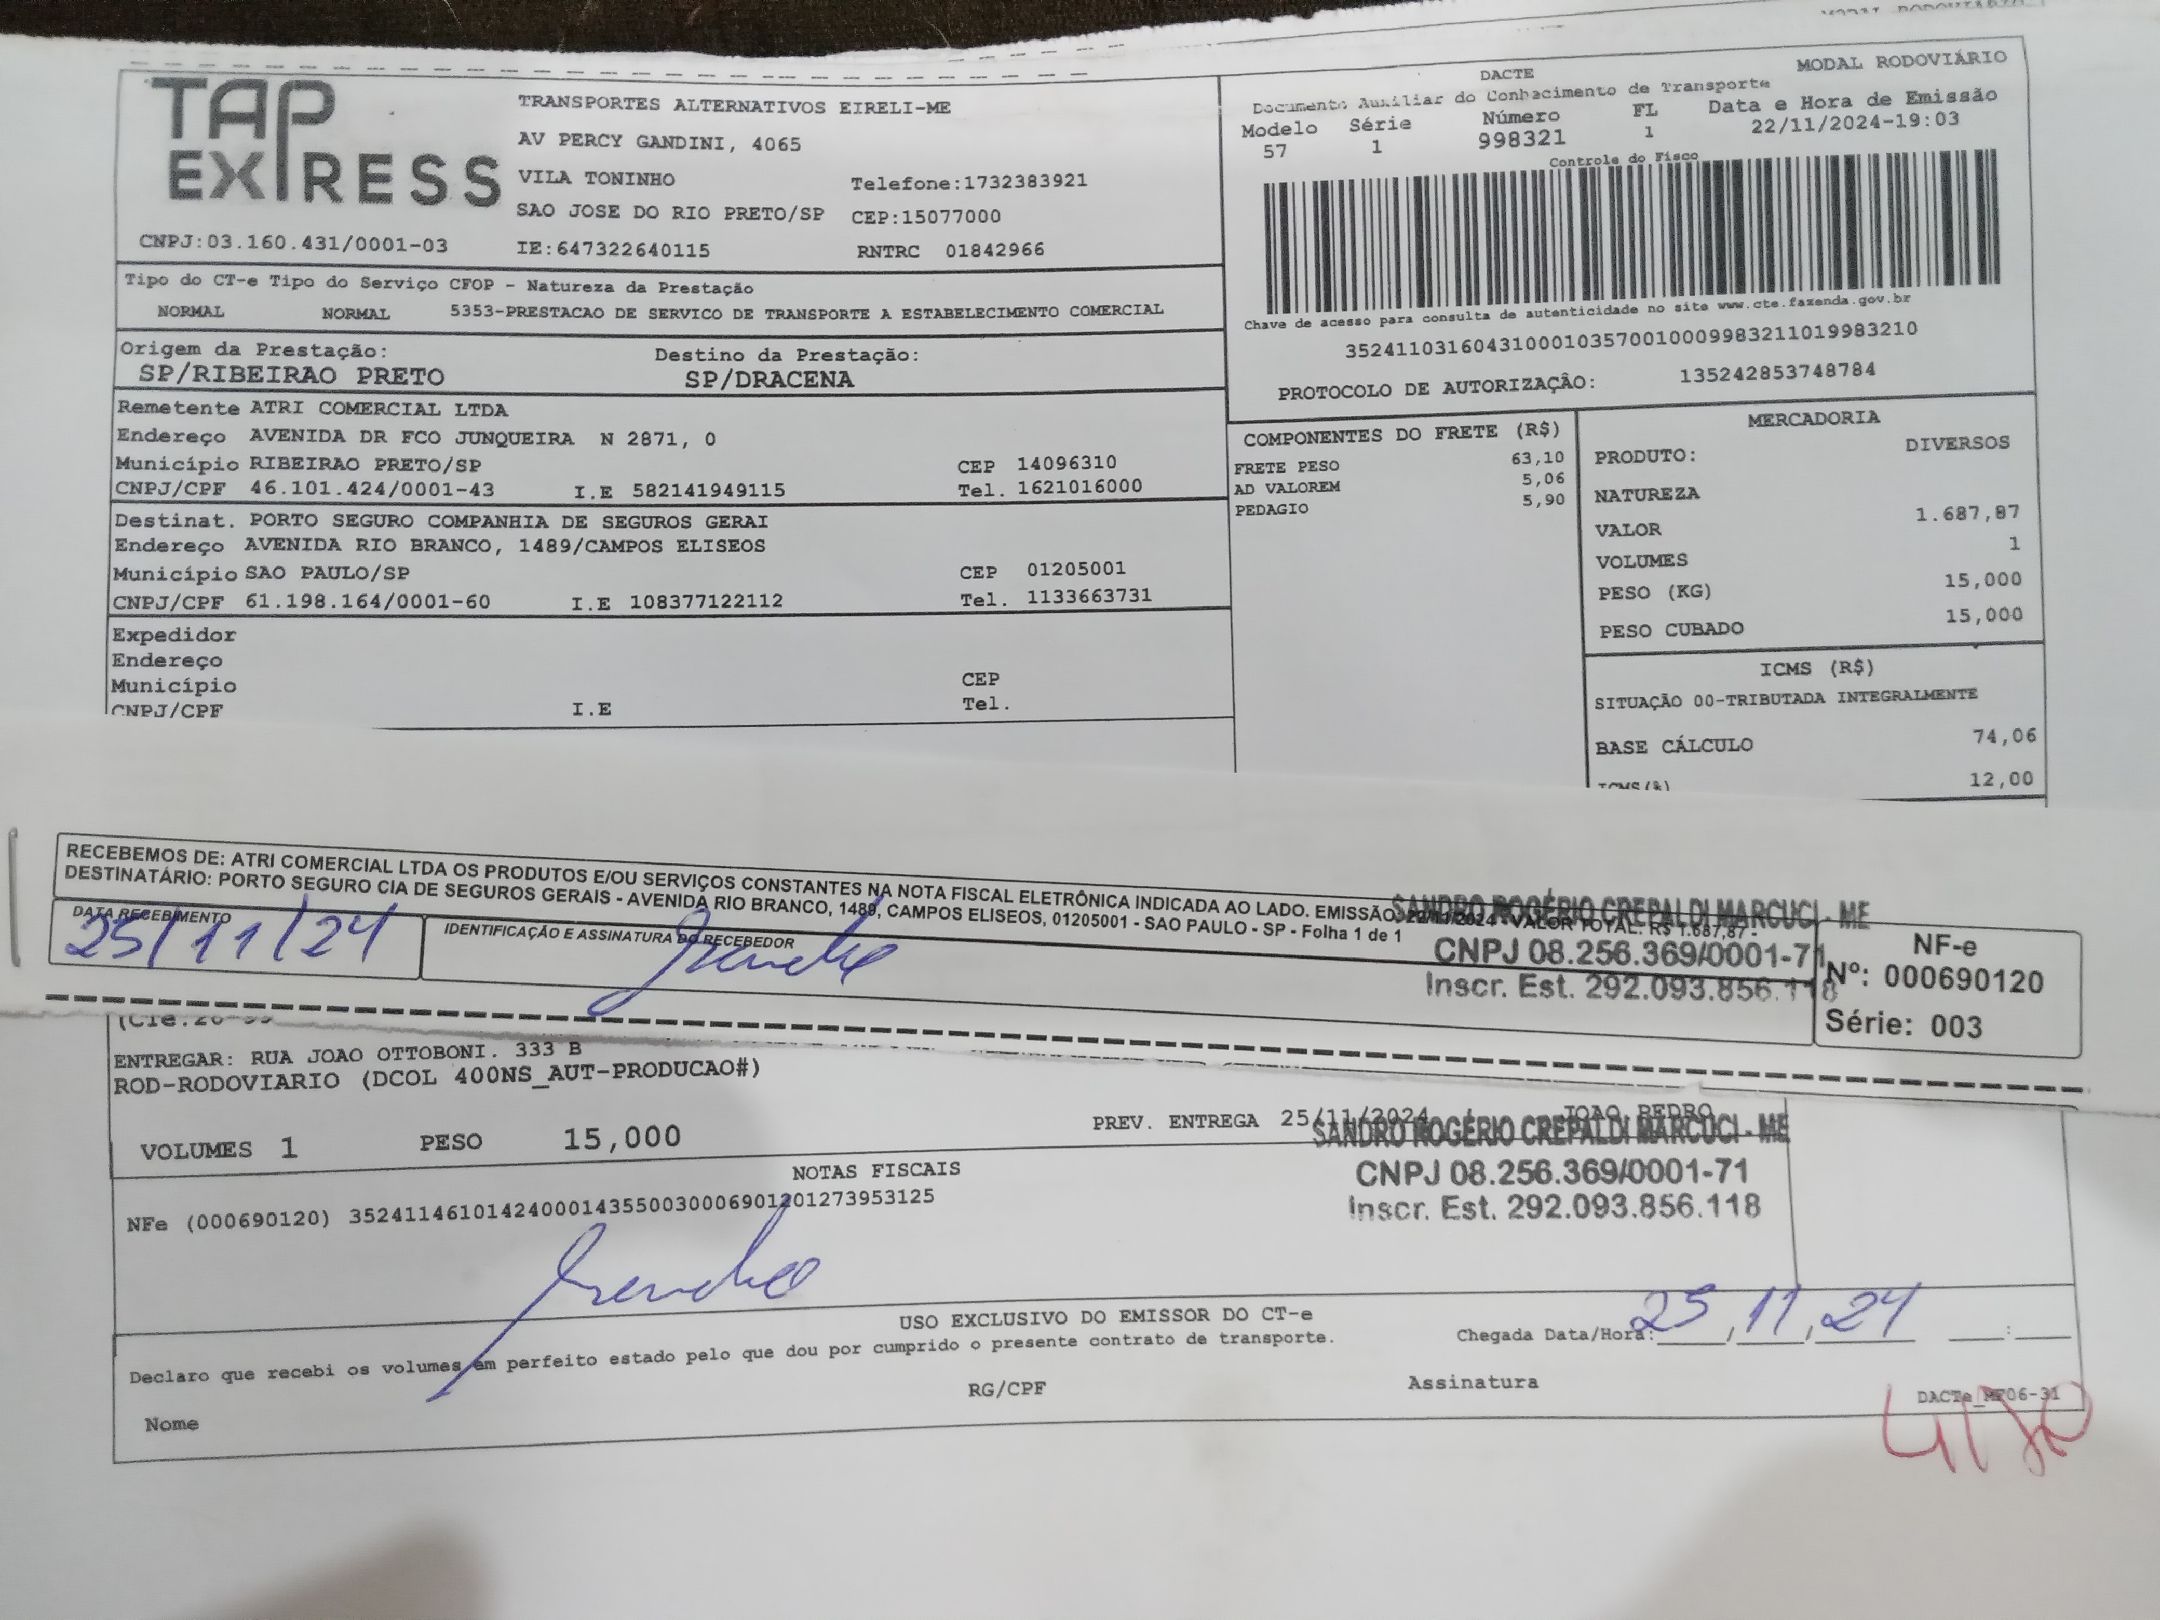 TAP EXPRESS
CNPJ:03.160.431/0001-03
TRANSPORTES ALTERNATIVOS EIRELI-ME
AV PERCY GANDINI, 4065
VILA TONINHO Telefone:1732383921
SAO JOSE DO RIO PRETO/SP CEP:15077000
IE:647322640115 RNTRC 01842966
MODAL RODOVIÁRIO
DACTE
Documento Auxiliar do Conhecimento de Transporte
Modelo Série Número FL Data e Hora de Emissão
57 1 998321 1 22/11/2024-19:03
Controle do Fisco
Chave de acesso para consulta de autenticidade no site www.cte.fazenda.gov.br
35241103160431000103570010009983211019983210
PROTOCOLO DE AUTORIZAÇÃO: 135242853748784
Tipo do CT-e Tipo do Serviço CFOP - Natureza da Prestação
NORMAL NORMAL 5353-PRESTACAO DE SERVICO DE TRANSPORTE A ESTABELECIMENTO COMERCIAL
Origem da Prestação: Destino da Prestação:
SP/RIBEIRAO PRETO SP/DRACENA
Remetente ATRI COMERCIAL LTDA
Endereço AVENIDA DR FCO JUNQUEIRA N 2871, 0
Município RIBEIRAO PRETO/SP CEP 14096310
CNPJ/CPF 46.101.424/0001-43 I.E 582141949115 Tel. 1621016000
Destinat. PORTO SEGURO COMPANHIA DE SEGUROS GERAI
Endereço AVENIDA RIO BRANCO, 1489/CAMPOS ELISEOS
Município SAO PAULO/SP CEP 01205001
CNPJ/CPF 61.198.164/0001-60 I.E 108377122112 Tel. 1133663731
Expedidor
Endereço
Município CEP
CNPJ/CPF I.E Tel.
COMPONENTES DO FRETE (R$)
FRETE PESO 63,10
AD VALOREM 5,06
PEDAGIO 5,90
MERCADORIA
PRODUTO: DIVERSOS
NATUREZA
VALOR 1.687,87
VOLUMES 1
PESO (KG) 15,000
PESO CUBADO 15,000
ICMS (R$)
SITUAÇÃO 00-TRIBUTADA INTEGRALMENTE
BASE CÁLCULO 74,06
ICMS(%) 12,00
RECEBEMOS DE: ATRI COMERCIAL LTDA OS PRODUTOS E/OU SERVIÇOS CONSTANTES NA NOTA FISCAL ELETRÔNICA INDICADA AO LADO. EMISSÃO: 22/11/2024 - VALOR TOTAL: R$ 1.687,87 -
DESTINATÁRIO: PORTO SEGURO CIA DE SEGUROS GERAIS - AVENIDA RIO BRANCO, 1489, CAMPOS ELISEOS, 01205001 - SAO PAULO - SP - Folha 1 de 1
DATA RECEBIMENTO
25/11/24
IDENTIFICAÇÃO E ASSINATURA DO RECEBEDOR
SANDRO ROGÉRIO CREPALDI MARCUCI - ME
CNPJ 08.256.369/0001-71
Inscr. Est. 292.093.856.118
NF-e
Nº: 000690120
Série: 003
ENTREGAR: RUA JOAO OTTOBONI. 333 B
ROD-RODOVIARIO (DCOL 400NS_AUT-PRODUCAO#)
VOLUMES 1 PESO 15,000
PREV. ENTREGA 25/11/2024 JOAO PEDRO
SANDRO ROGÉRIO CREPALDI MARCUCI - ME
CNPJ 08.256.369/0001-71
Inscr. Est. 292.093.856.118
NOTAS FISCAIS
NFe (000690120) 35241146101424000143550030006901201273953125
USO EXCLUSIVO DO EMISSOR DO CT-e
Declaro que recebi os volumes em perfeito estado pelo que dou por cumprido o presente contrato de transporte.
Chegada Data/Hora: 25/11/24 :
Nome RG/CPF Assinatura
DACTe_MF06-31